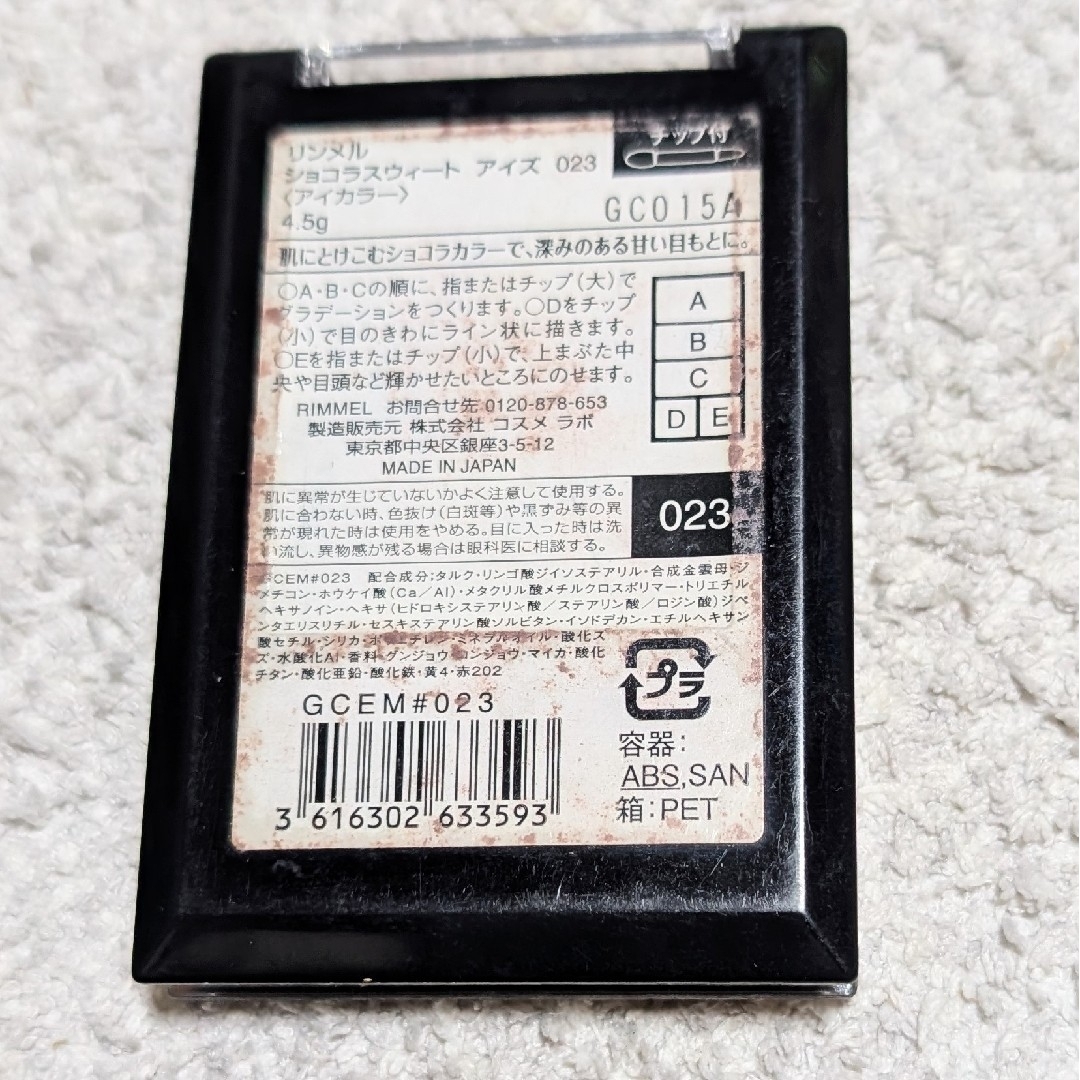 チップ付
リンメル
ショコラスウィート アイズ 023
〈アイカラー〉
4.5g
GC015A
肌にとけこむショコラカラーで、深みのある甘い目もとに。
○A・B・Cの順に、指またはチップ(大)で
グラデーションをつくります。○Dをチップ
(小)で目のきわにライン状に描きます。
○Eを指またはチップ(小)で、上まぶた中
央や目頭など輝かせたいところにのせます。
A
B
C
D E
RIMMEL お問合せ先 0120-878-653
製造販売元 株式会社 コスメ ラボ
東京都中央区銀座3-5-12
MADE IN JAPAN
肌に異常が生じていないかよく注意して使用する。
肌に合わない時、色抜け(白斑等)や黒ずみ等の異
常が現れた時は使用をやめる。目に入った時は洗
い流し、異物感が残る場合は眼科医に相談する。
023
GCEM#023 配合成分:タルク・リンゴ酸ジイソステアリル・合成金雲母・ジ
メチコン・ホウケイ酸(Ca/Al)・メタクリル酸メチルクロスポリマー・トリエチル
ヘキサノイン・ヘキサ(ヒドロキシステアリン酸/ステアリン酸/ロジン酸)ジペ
ンタエリスリチル・セスキステアリン酸ソルビタン・イソドデカン・エチルヘキサン
酸セチル・シリカ・ポリエチレン・ミネラルオイル・酸化ス
ズ・水酸化Al・香料・グンジョウ・コンジョウ・マイカ・酸化
チタン・酸化亜鉛・酸化鉄・黄4・赤202
GCEM#023
プラ
容器:
ABS,SAN
箱:PET
3 616302 633593